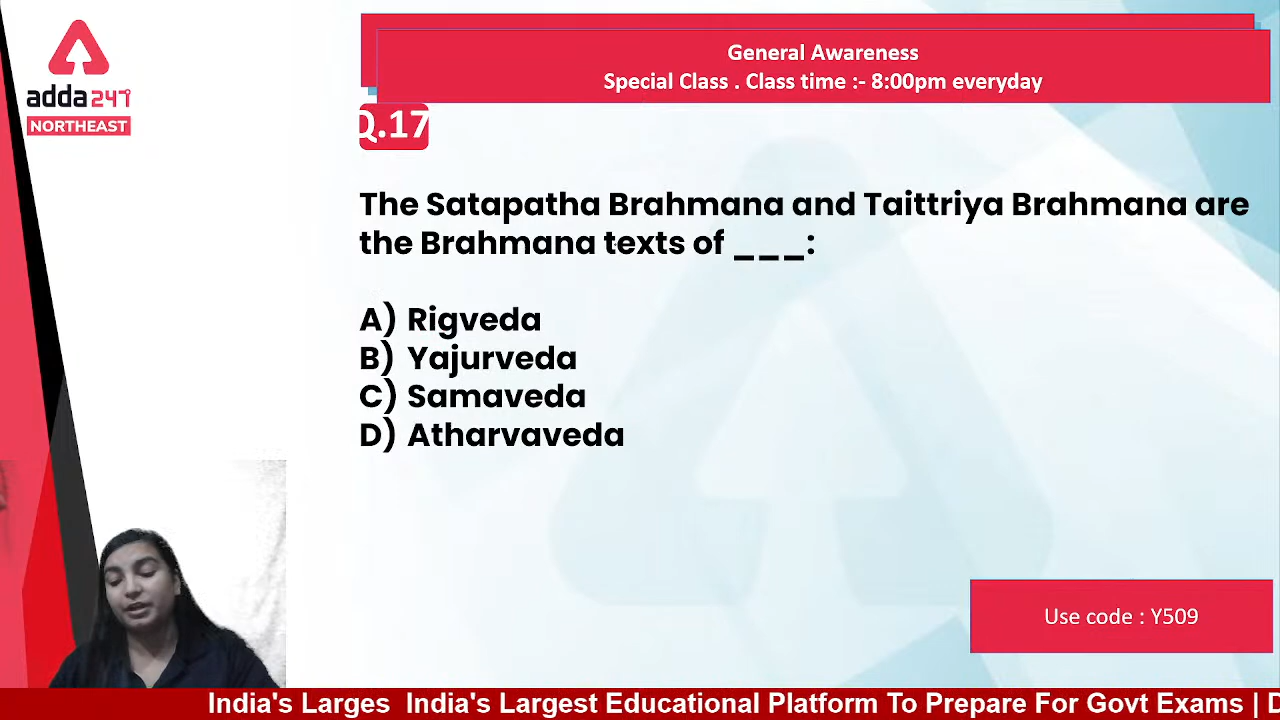 adda247
NORTHEAST
General Awareness
Special Class . Class time :- 8:00pm everyday
Q.17
The Satapatha Brahmana and Taittriya Brahmana are
the Brahmana texts of ___:
A) Rigveda
B) Yajurveda
C) Samaveda
D) Atharvaveda
Use code : Y509
India's Larges India's Largest Educational Platform To Prepare For Govt Exams | D